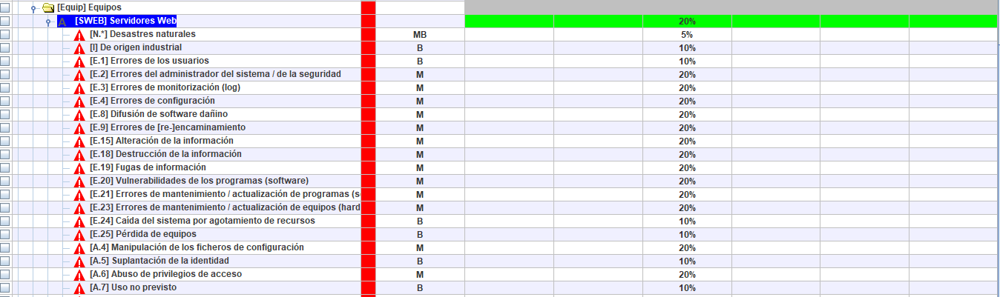 [Equip] Equipos
[SWEB] Servidores Web 20%
[N.*] Desastres naturales MB 5%
[I] De origen industrial B 10%
[E.1] Errores de los usuarios B 10%
[E.2] Errores del administrador del sistema / de la seguridad M 20%
[E.3] Errores de monitorización (log) M 20%
[E.4] Errores de configuración M 20%
[E.8] Difusión de software dañino M 20%
[E.9] Errores de [re-]encaminamiento M 20%
[E.15] Alteración de la información M 20%
[E.18] Destrucción de la información M 20%
[E.19] Fugas de información M 20%
[E.20] Vulnerabilidades de los programas (software) M 20%
[E.21] Errores de mantenimiento / actualización de programas (s M 20%
[E.23] Errores de mantenimiento / actualización de equipos (hard M 20%
[E.24] Caída del sistema por agotamiento de recursos B 10%
[E.25] Pérdida de equipos B 10%
[A.4] Manipulación de los ficheros de configuración M 20%
[A.5] Suplantación de la identidad B 10%
[A.6] Abuso de privilegios de acceso M 20%
[A.7] Uso no previsto B 10%